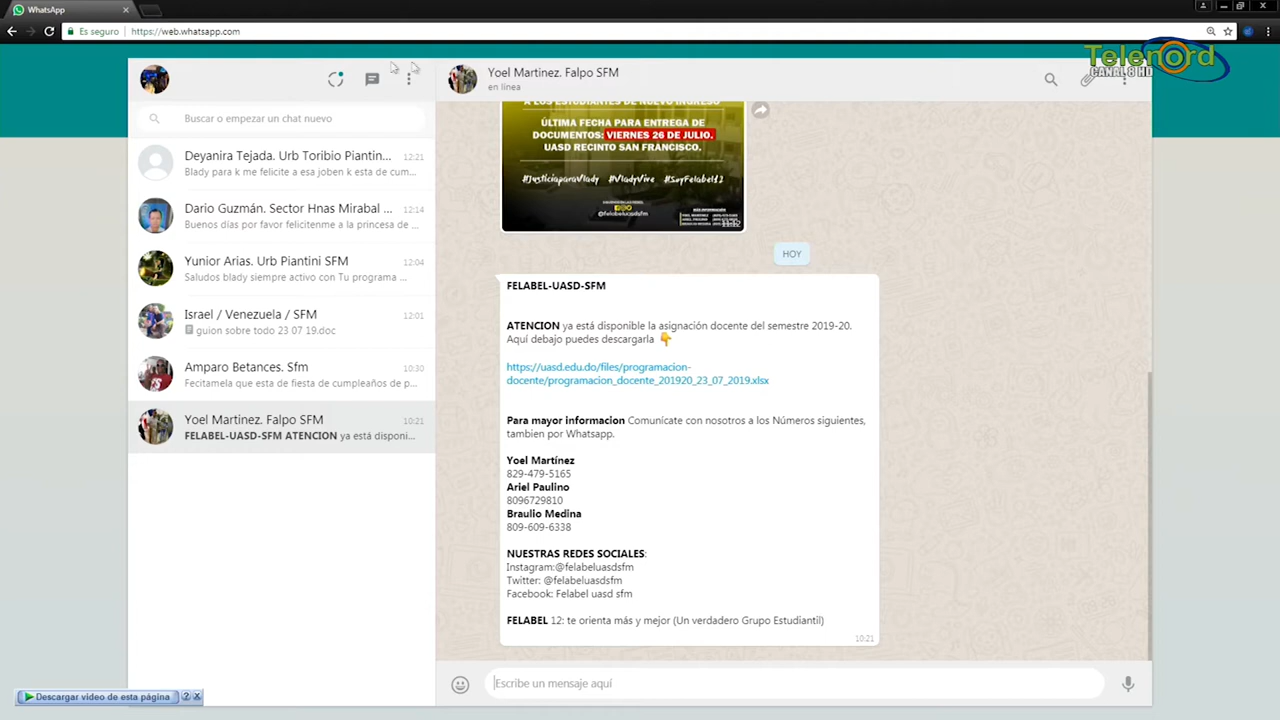 WhatsApp
Es seguro
https://web.whatsapp.com
Telenord
CANAL 8 HD
Yoel Martinez. Falpo SFM
en línea
Buscar o empezar un chat nuevo
Deyanira Tejada. Urb Toribio Piantin...
12:21
Blady para k me felicite a esa joben k esta de cum...
Dario Guzmán. Sector Hnas Mirabal ...
12:14
Buenos días por favor felicitenme a la princesa de ...
Yunior Arias. Urb Piantini SFM
12:04
Saludos blady siempre activo con Tu programa ...
Israel / Venezuela / SFM
12:01
guion sobre todo 23 07 19.doc
Amparo Betances. Sfm
10:30
Fecitamela que esta de fiesta de cumpleaños de p...
Yoel Martinez. Falpo SFM
10:21
FELABEL-UASD-SFM ATENCION ya está disponi...
A LOS ESTUDIANTES DE NUEVO INGRESO
ÚLTIMA FECHA PARA ENTREGA DE
DOCUMENTOS: VIERNES 26 DE JULIO.
UASD RECINTO SAN FRANCISCO.
#JusticiaparaVlady #VladyVive #SoyFelabel12
@felabeluasdsfm
HOY
FELABEL-UASD-SFM
ATENCION ya está disponible la asignación docente del semestre 2019-20.
Aquí debajo puedes descargarla 👇
https://uasd.edu.do/files/programacion-
docente/programacion_docente_201920_23_07_2019.xlsx
Para mayor informacion Comunícate con nosotros a los Números siguientes,
tambien por Whatsapp.
Yoel Martínez
829-479-5165
Ariel Paulino
8096729810
Braulio Medina
809-609-6338
NUESTRAS REDES SOCIALES:
Instagram:@felabeluasdsfm
Twitter: @felabeluasdsfm
Facebook: Felabel uasd sfm
FELABEL 12: te orienta más y mejor (Un verdadero Grupo Estudiantil)
10:21
Escribe un mensaje aquí
Descargar vídeo de esta página